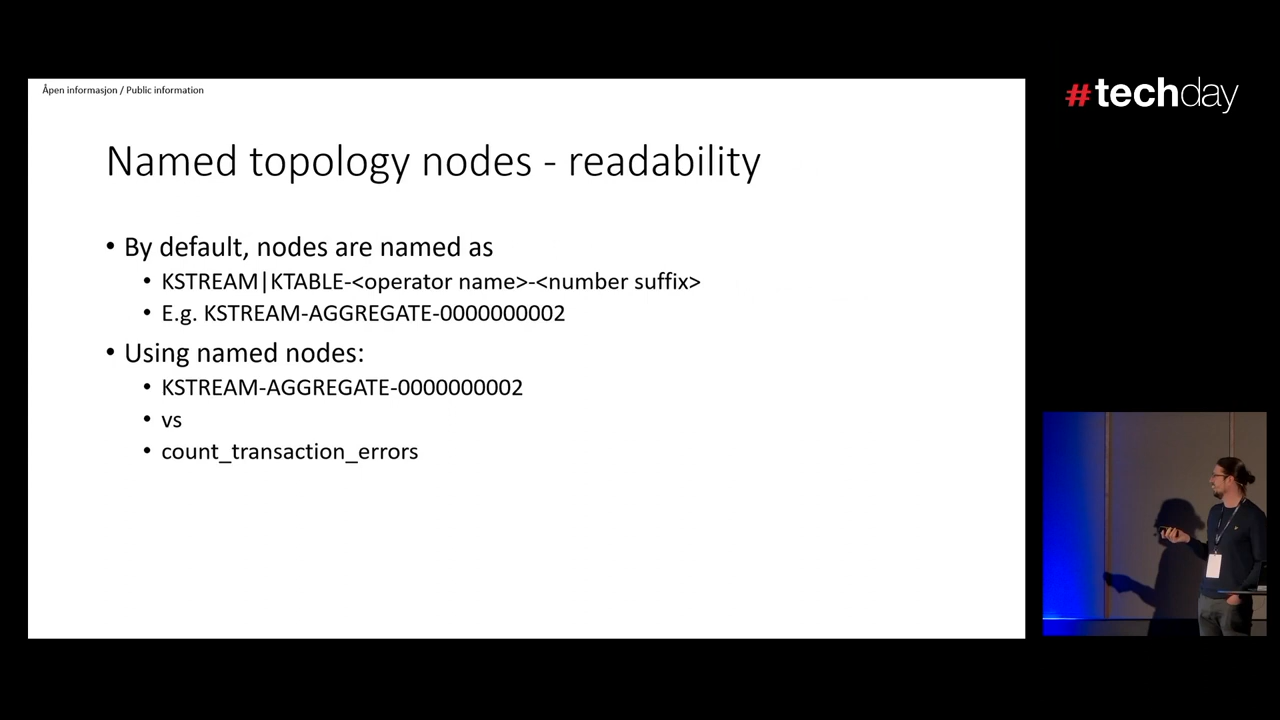 Åpen informasjon / Public information
#techday
Named topology nodes - readability
• By default, nodes are named as
• KSTREAM|KTABLE-<operator name>-<number suffix>
• E.g. KSTREAM-AGGREGATE-0000000002
• Using named nodes:
• KSTREAM-AGGREGATE-0000000002
• vs
• count_transaction_errors